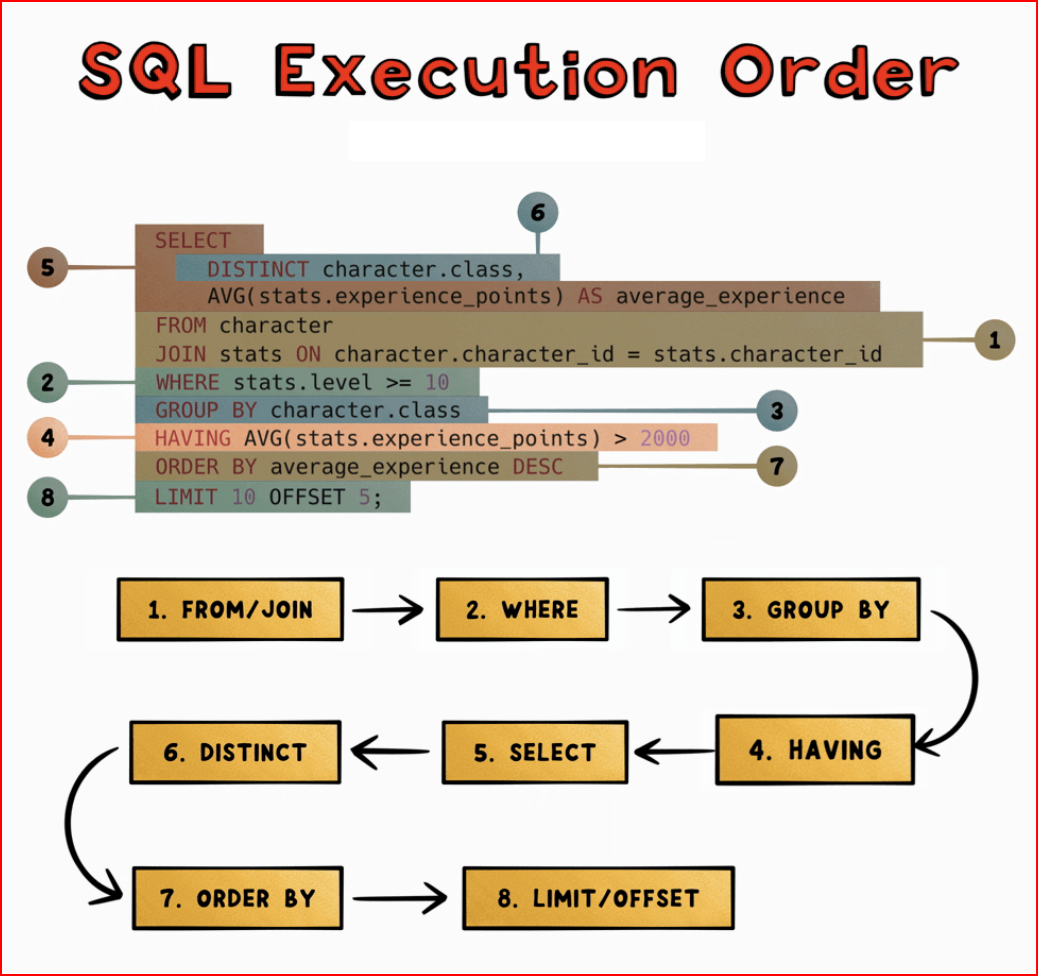 SQL Execution Order
6
SELECT
5
DISTINCT character.class,
AVG(stats.experience_points) AS average_experience
FROM character
1
JOIN stats ON character.character_id = stats.character_id
2
WHERE stats.level >= 10
GROUP BY character.class
3
4
HAVING AVG(stats.experience_points) > 2000
ORDER BY average_experience DESC
7
8
LIMIT 10 OFFSET 5;
1. FROM/JOIN
2. WHERE
3. GROUP BY
6. DISTINCT
5. SELECT
4. HAVING
7. ORDER BY
8. LIMIT/OFFSET